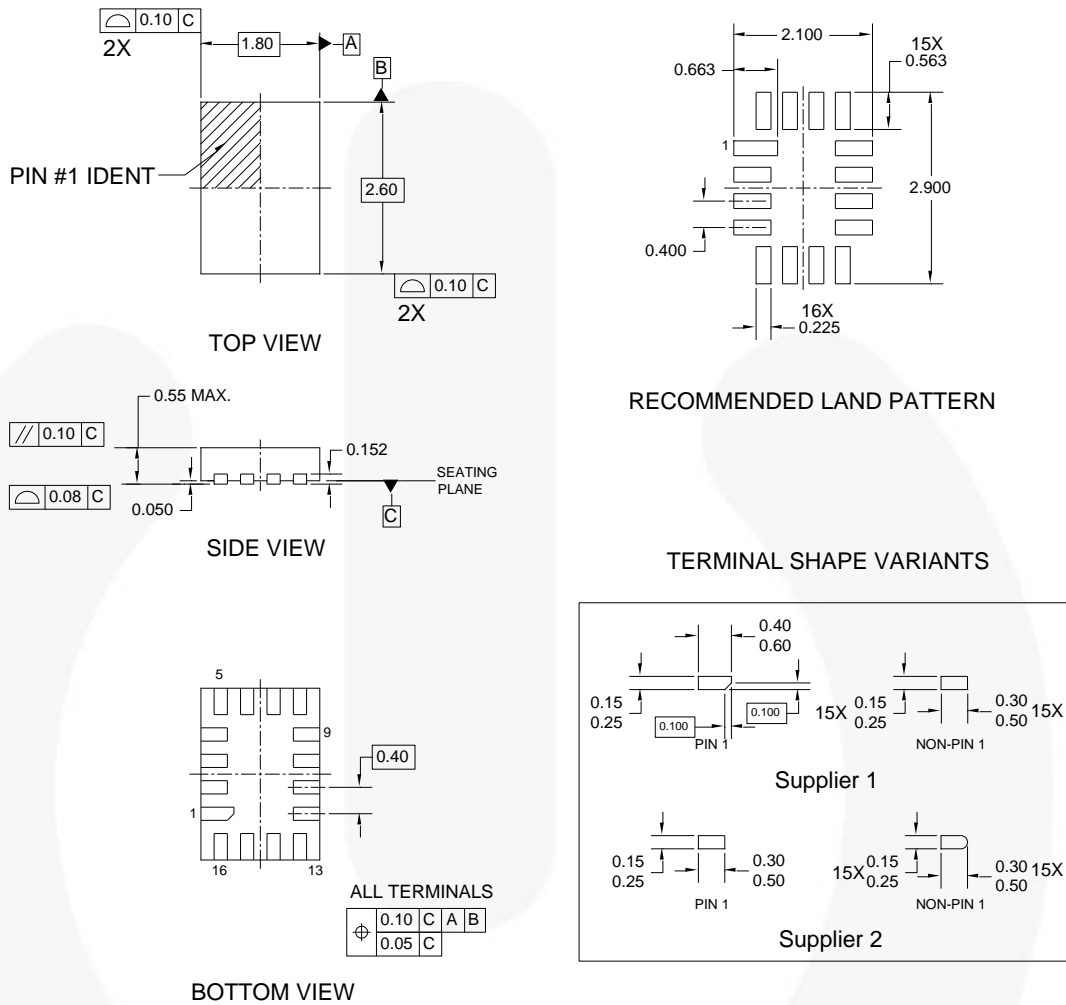 0.10 C
2X
1.80
A
B
PIN #1 IDENT
2.60
0.10 C
2X
TOP VIEW
2.100
15X
0.563
0.663
1
2.900
0.400
16X
0.225
RECOMMENDED LAND PATTERN
0.55 MAX.
// 0.10 C
0.152
SEATING
PLANE
0.08 C
0.050
C
SIDE VIEW
TERMINAL SHAPE VARIANTS
0.40
0.60
0.15
0.25
0.100
0.100
PIN 1
15X 0.15
0.25
0.30
0.50 15X
NON-PIN 1
Supplier 1
0.15
0.25
0.30
0.50
PIN 1
15X 0.15
0.25
0.30
0.50 15X
NON-PIN 1
Supplier 2
5
9
0.40
1
16
13
ALL TERMINALS
0.10 C A B
0.05 C
BOTTOM VIEW